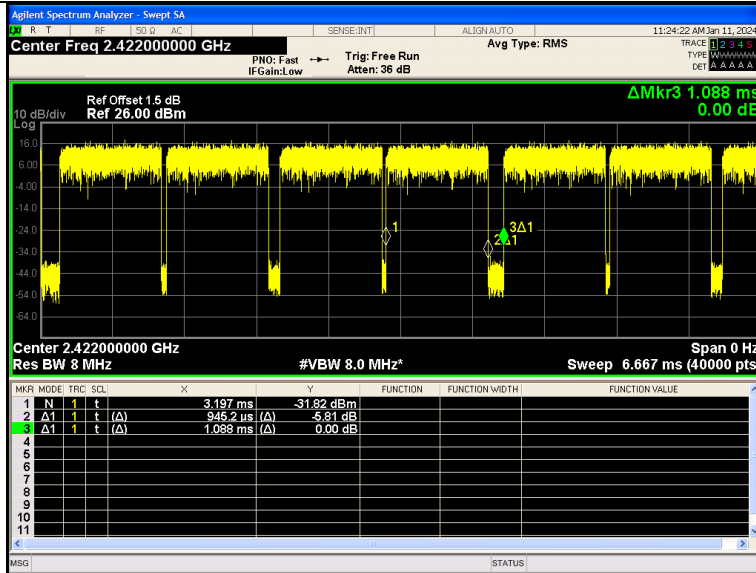 Agilent Spectrum Analyzer - Swept SA
LXI R T RF 50 Ω AC SENSE:INT ALIGN AUTO 11:24:22 AM Jan 11, 2024
Center Freq 2.422000000 GHz Avg Type: RMS TRACE 1 2 3 4 5
PNO: Fast Trig: Free Run TYPE
IFGain:Low Atten: 36 dB DET A A A A A
ΔMkr3 1.088 ms
0.00 dB
Ref Offset 1.5 dB
10 dB/div Ref 26.00 dBm
Log
16.0
6.00
-4.00
-14.0
-24.0
-34.0
-44.0
-54.0
-64.0
1
3Δ1
2Δ1
Center 2.422000000 GHz Span 0 Hz
Res BW 8 MHz #VBW 8.0 MHz* Sweep 6.667 ms (40000 pts
MKR MODE TRC SCL X Y FUNCTION FUNCTION WIDTH FUNCTION VALUE
1 N 1 t 3.197 ms -31.82 dBm
2 Δ1 1 t (Δ) 945.2 µs (Δ) -5.81 dB
3 Δ1 1 t (Δ) 1.088 ms (Δ) 0.00 dB
4
5
6
7
8
9
10
11
MSG STATUS